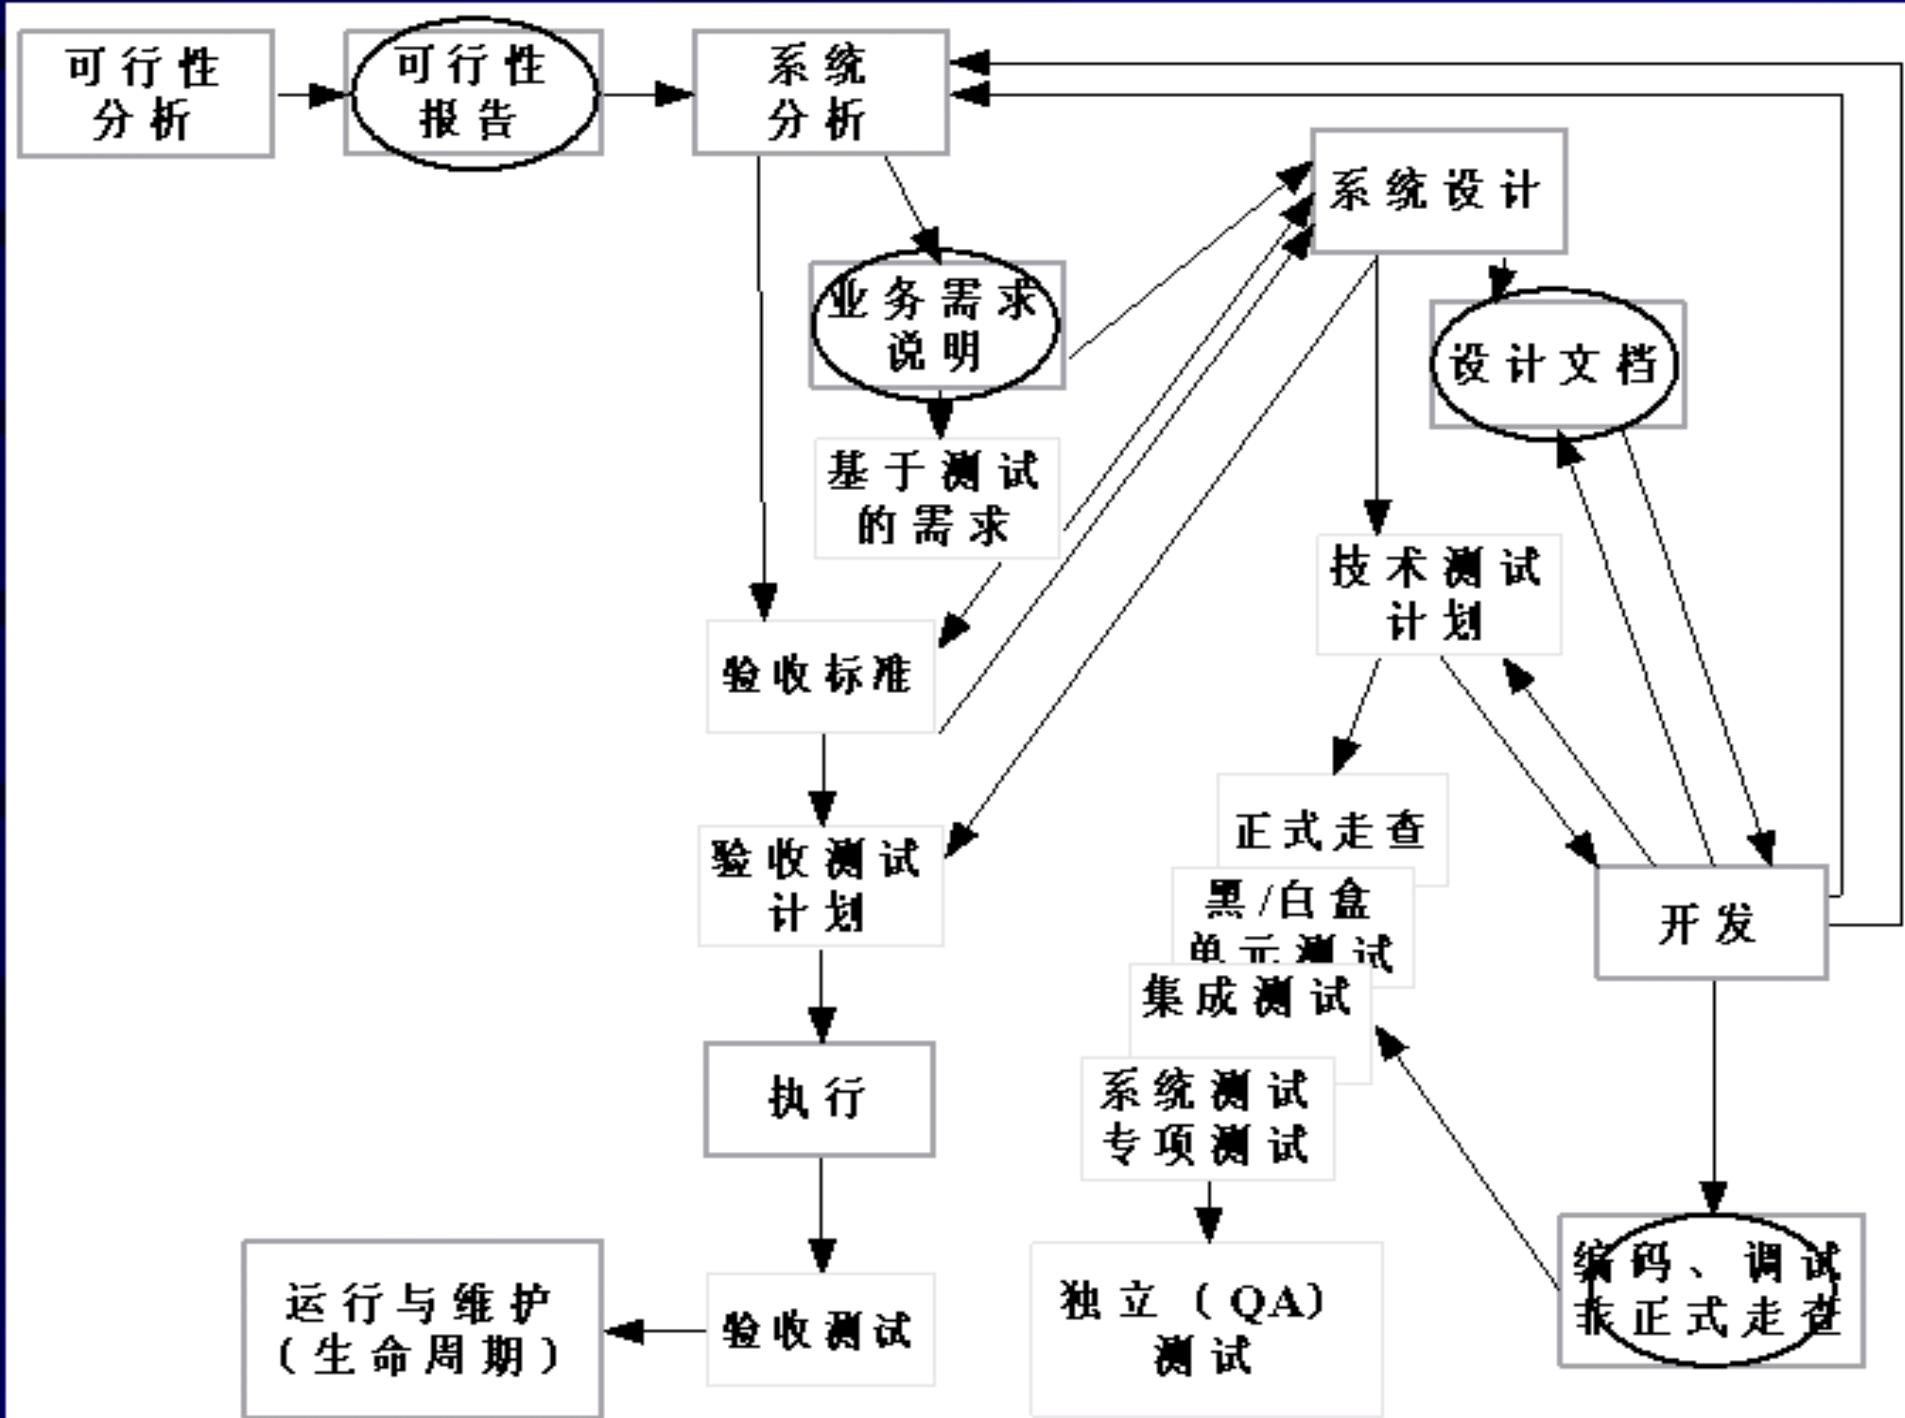 可行性
分析
可行性
报告
系统
分析
系统设计
业务需求
说明
设计文档
基于测试
的需求
技术测试
计划
验收标准
正式走查
验收测试
计划
黑/白盒
单元测试
开发
集成测试
执行
系统测试
专项测试
编码、调试
非正式走查
独立（QA）
测试
运行与维护
（生命周期）
验收测试